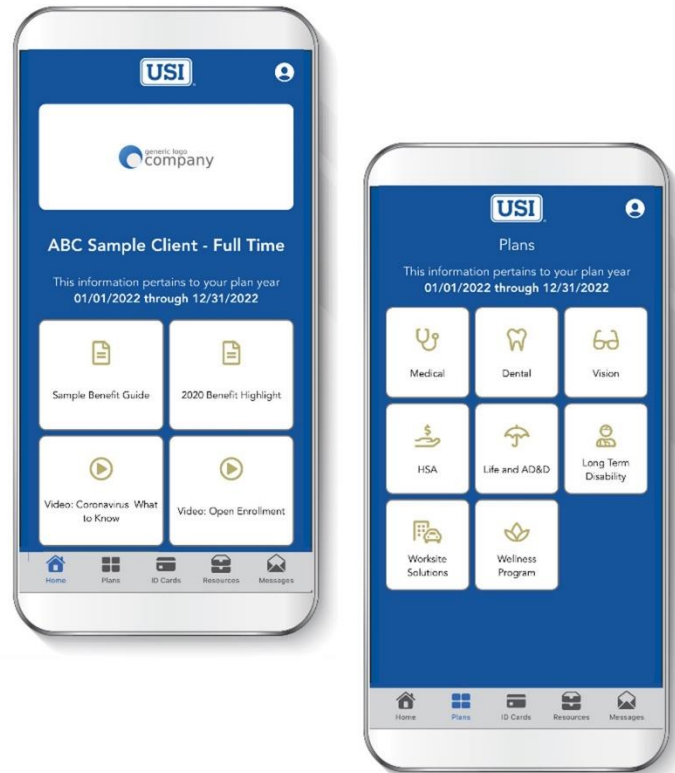 USI
generic logo
company
ABC Sample Client - Full Time
This information pertains to your plan year
01/01/2022 through 12/31/2022
Sample Benefit Guide
2020 Benefit Highlight
Video: Coronavirus What
to Know
Video: Open Enrollment
Home
Plans
ID Cards
Resources
Messages
USI
Plans
This information pertains to your plan year
01/01/2022 through 12/31/2022
Medical
Dental
Vision
HSA
Life and AD&D
Long Term
Disability
Worksite
Solutions
Wellness
Program
Home
Plans
ID Cards
Resources
Messages